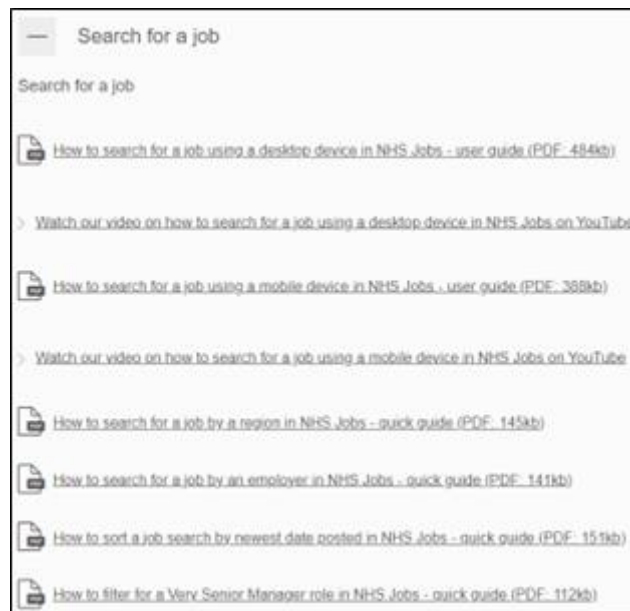 Search for a job
Search for a job
How to search for a job using a desktop device in NHS Jobs - user guide (PDF: 484kb)
Watch our video on how to search for a job using a desktop device in NHS Jobs on YouTube
How to search for a job using a mobile device in NHS Jobs - user guide (PDF: 388kb)
Watch our video on how to search for a job using a mobile device in NHS Jobs on YouTube
How to search for a job by a region in NHS Jobs - quick guide (PDF: 145kb)
How to search for a job by an employer in NHS Jobs - quick guide (PDF: 141kb)
How to sort a job search by newest date posted in NHS Jobs - quick guide (PDF: 151kb)
How to filter for a Very Senior Manager role in NHS Jobs - quick guide (PDF: 112kb)